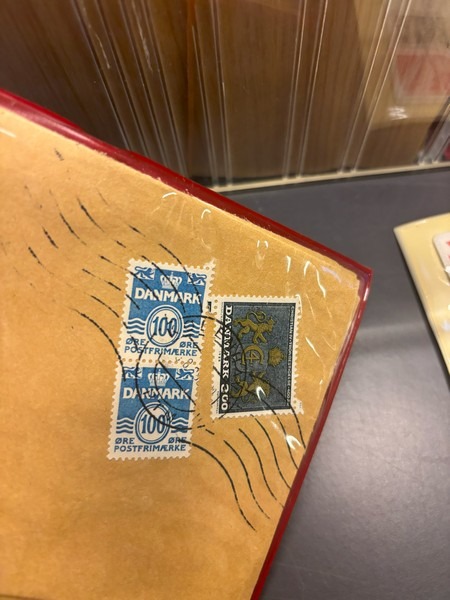 DANMARK
100
ØRE ØRE
POSTFRIMÆRKE
DANMARK
100
ØRE ØRE
POSTFRIMÆRKE
DANMARK 200